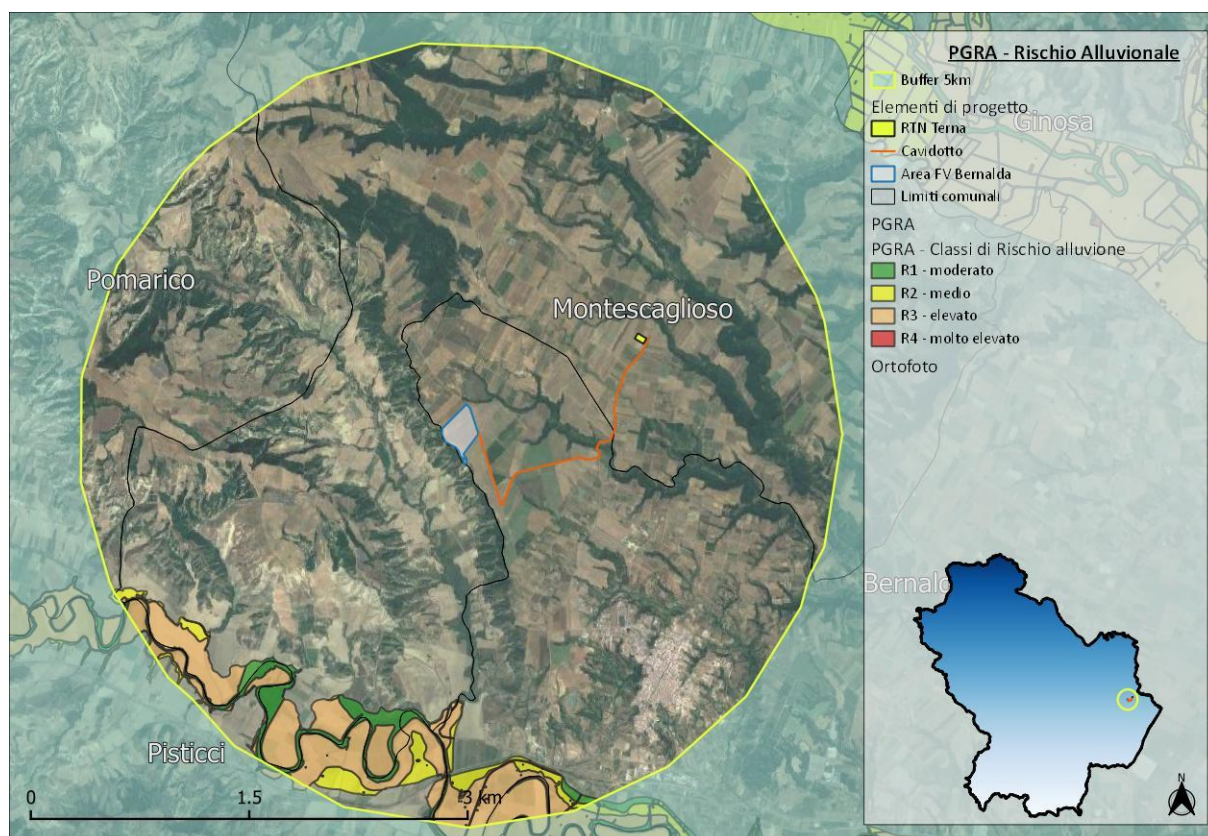 PGRA - Rischio Alluvionale
Buffer 5km
Elementi di progetto
RTN Terna
Cavidotto
Area FV Bernalda
Limiti comunali
PGRA
PGRA - Classi di Rischio alluvione
R1 - moderato
R2 - medio
R3 - elevato
R4 - molto elevato
Ortofoto
Ginosa
Pomarico
Montescaglioso
Bernald
Pisticci
0 1.5 3 km
N